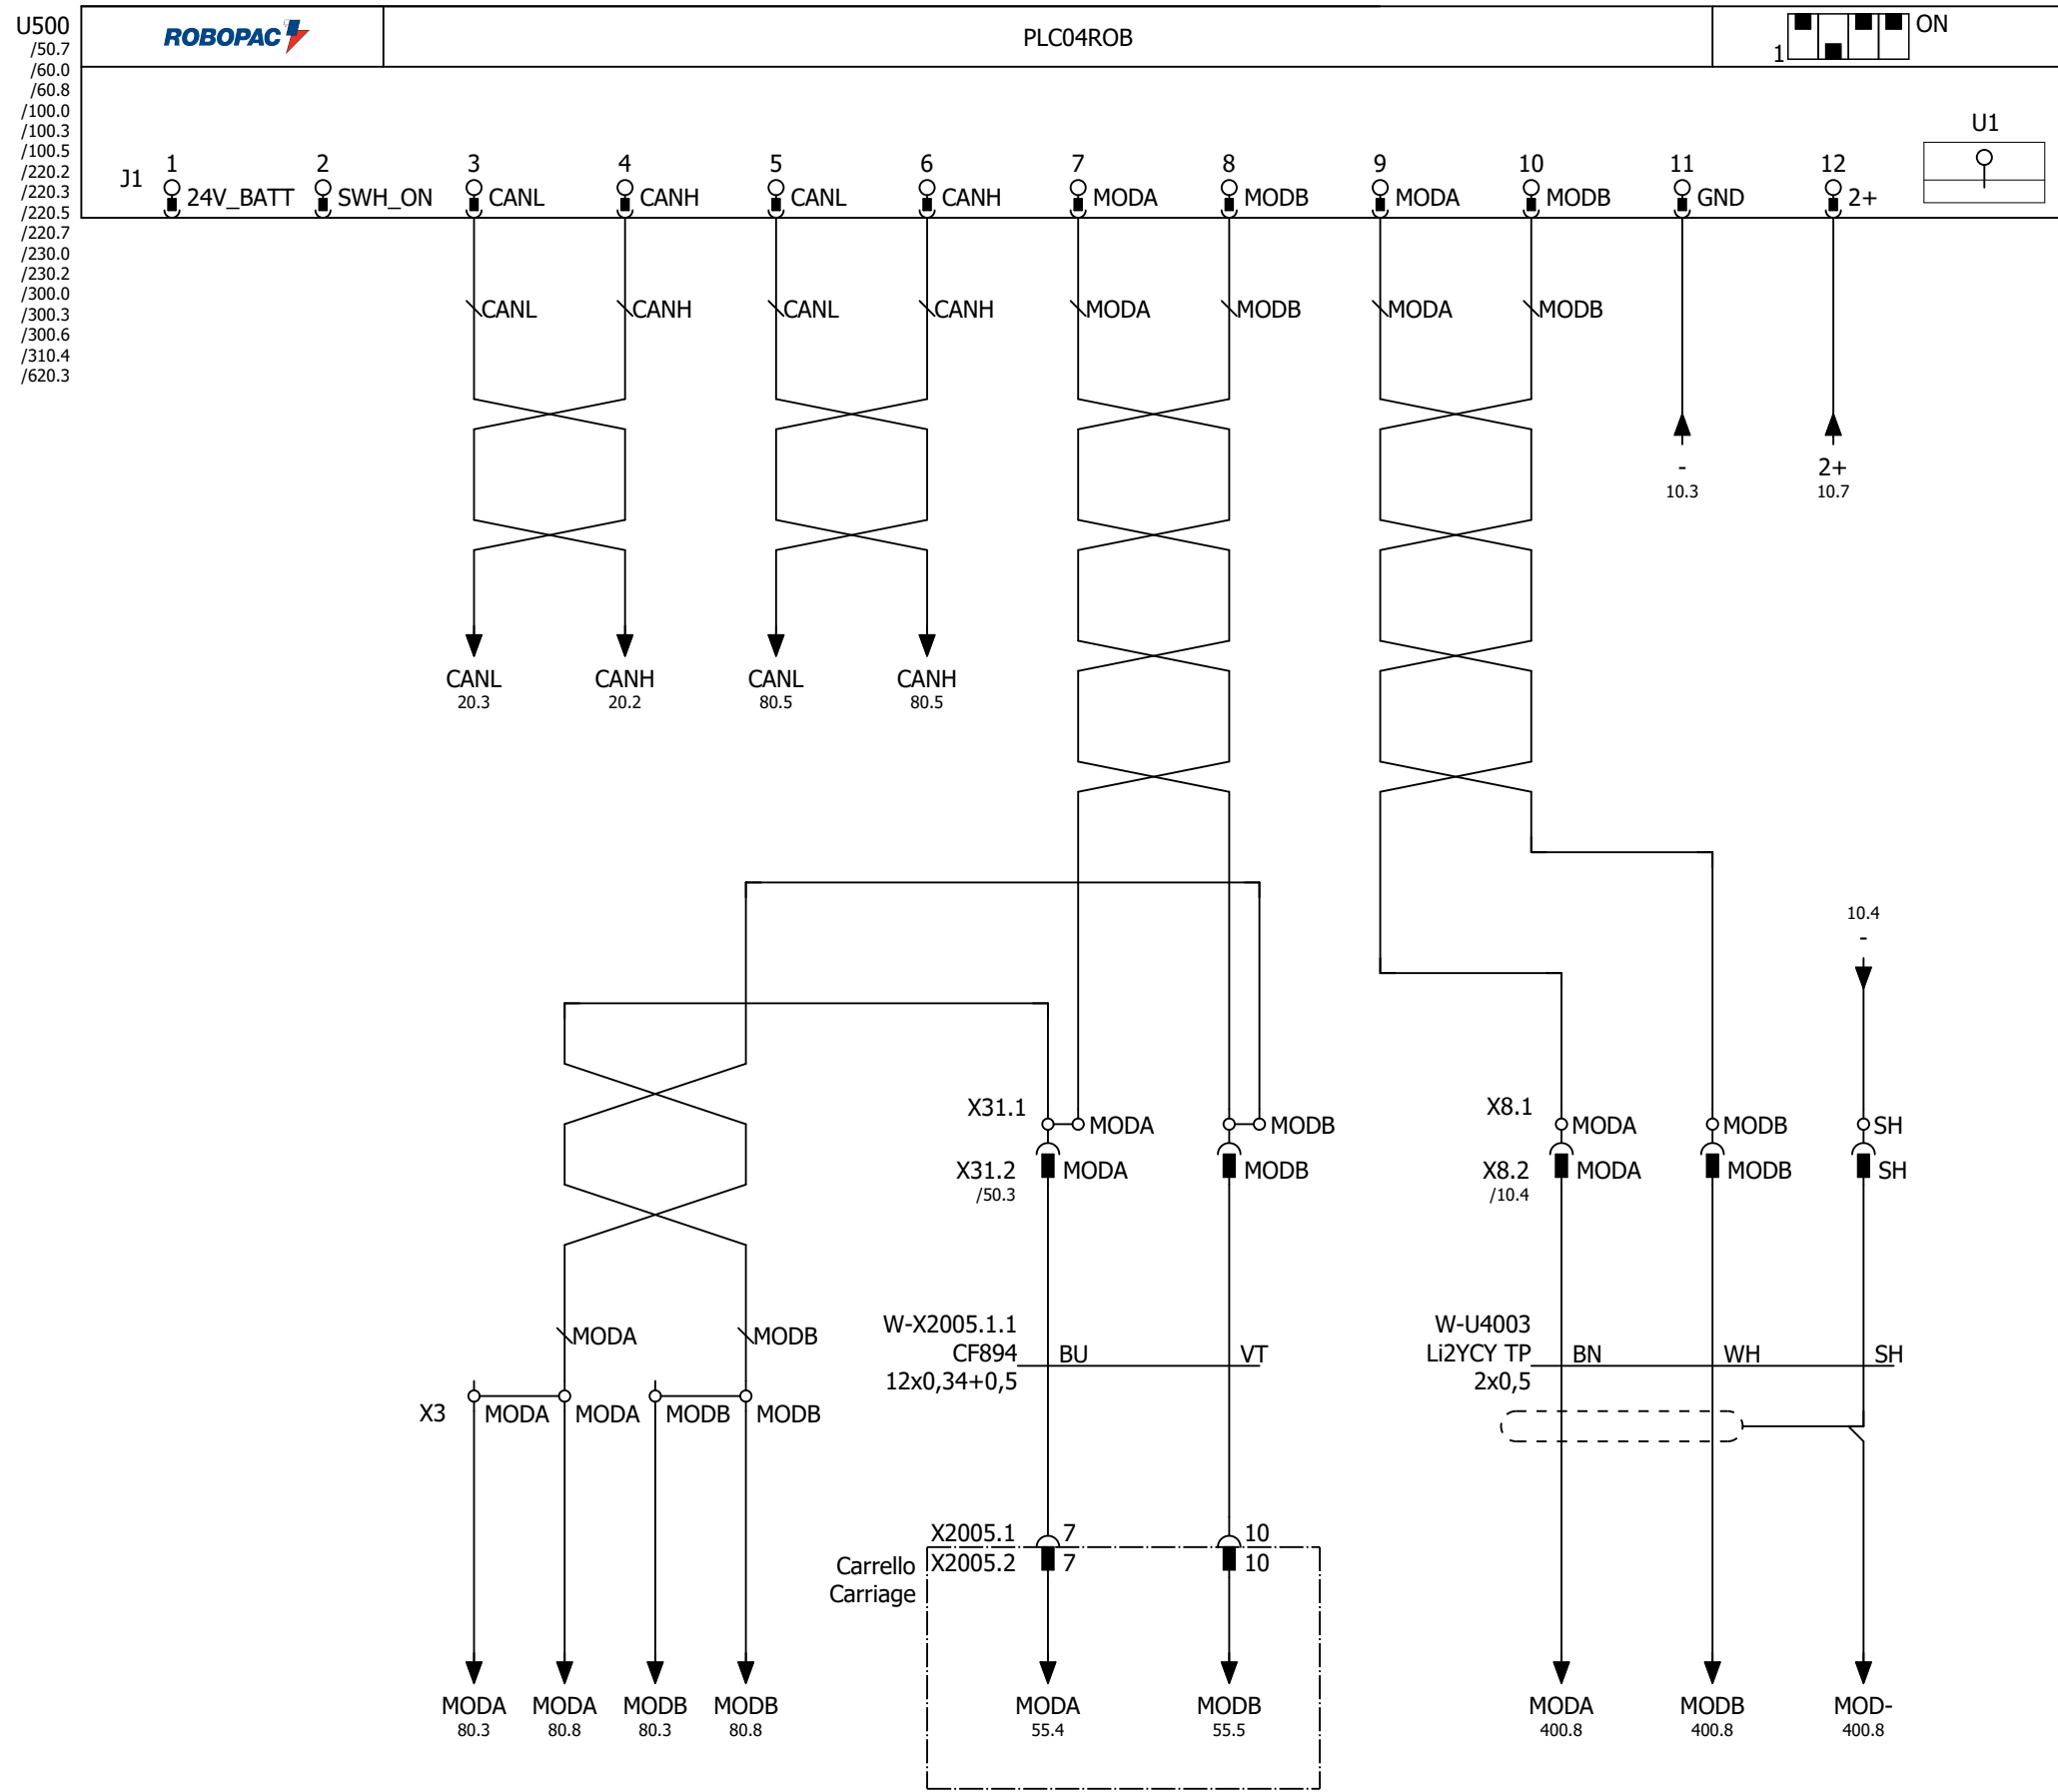 U500
/50.7
/60.0
/60.8
/100.0
/100.3
/100.5
/220.2
/220.3
/220.5
/220.7
/230.0
/230.2
/300.0
/300.3
/300.6
/310.4
/620.3
ROBOPAC
PLC04ROB
1 ON
U1
J1
1 2 3 4 5 6 7 8 9 10 11 12
24V_BATT SWH_ON CANL CANH CANL CANH MODA MODB MODA MODB GND 2+
CANL CANH CANL CANH MODA MODB MODA MODB
- 2+
10.3 10.7
CANL CANH CANL CANH
20.3 20.2 80.5 80.5
10.4
-
X31.1 MODA MODB X8.1 MODA MODB SH
X31.2 MODA MODB X8.2 MODA MODB SH
/50.3 /10.4
MODA MODB
W-X2005.1.1
CF894 BU VT
12x0,34+0,5
W-U4003
Li2YCY TP BN WH SH
2x0,5
X3 MODA MODA MODB MODB
X2005.1 7 10
X2005.2 7 10
Carrello
Carriage
MODA MODA MODB MODB MODA MODB MODA MODB MOD-
80.3 80.8 80.3 80.8 55.4 55.5 400.8 400.8 400.8